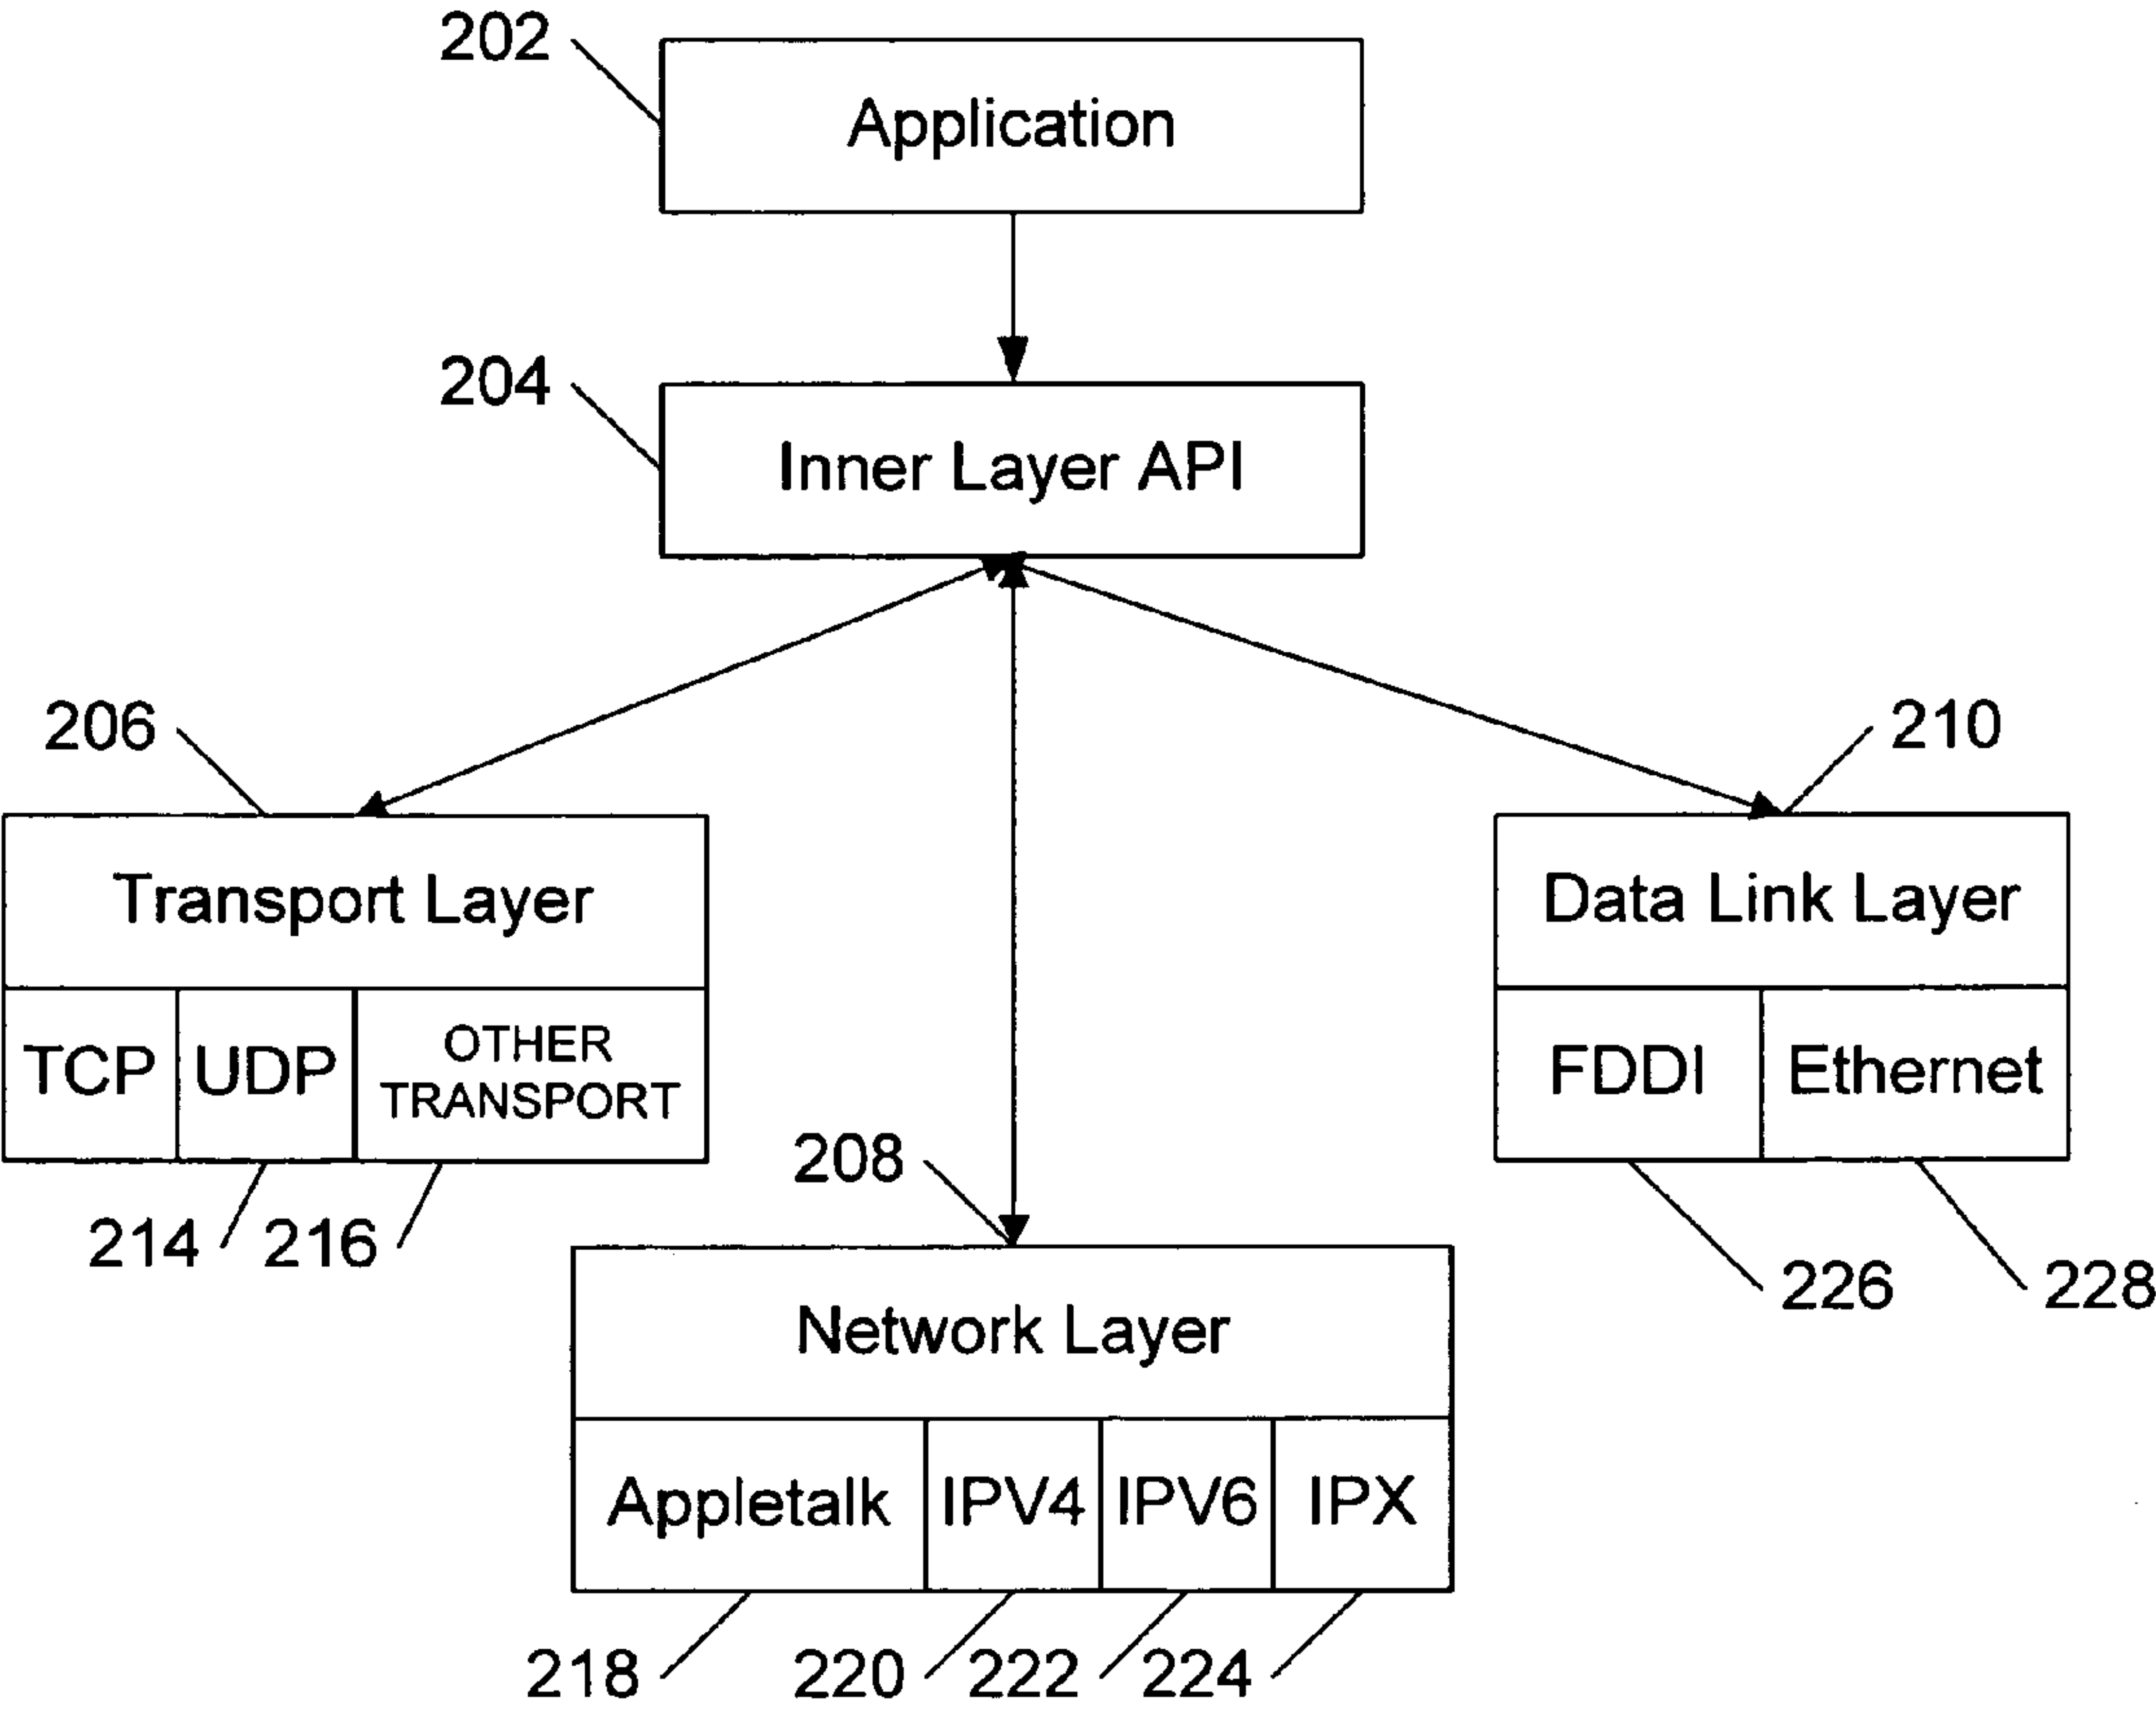 202
Application
204
Inner Layer API
206
210
Transport Layer
Data Link Layer
TCP
UDP
OTHER
TRANSPORT
FDDI
Ethernet
208
214
216
226
228
Network Layer
Appletalk
IPV4
IPV6
IPX
218
220
222
224